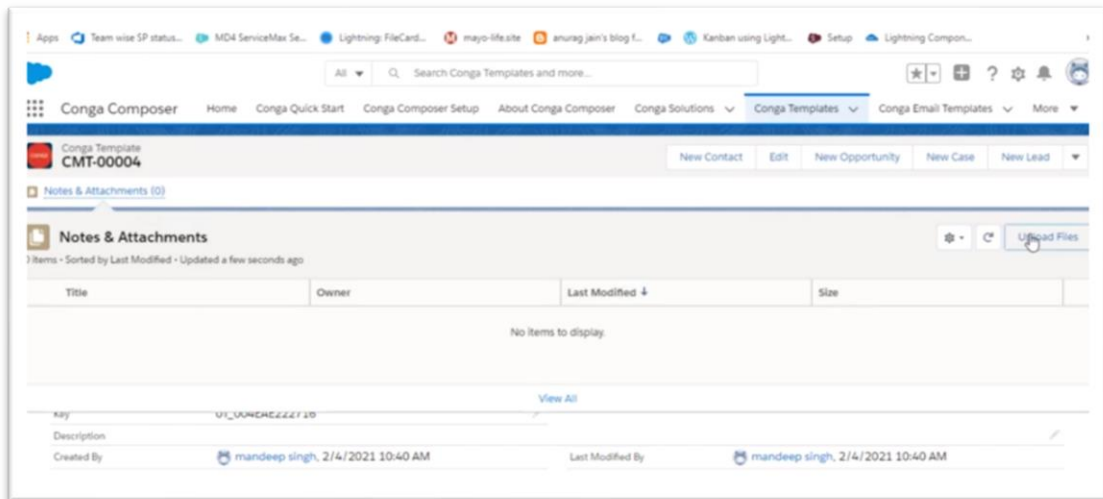 Apps Team wise SP status... MD4 ServiceMax Se... Lightning: FileCard... mayo-life.site anurag jain's blog f... Kanban using Light... Setup Lightning Compon...
All Search Conga Templates and more...
Conga Composer Home Conga Quick Start Conga Composer Setup About Conga Composer Conga Solutions Conga Templates Conga Email Templates More
Conga Template
CMT-00004 New Contact Edit New Opportunity New Case New Lead
Notes & Attachments (0)
Notes & Attachments Upload Files
items • Sorted by Last Modified • Updated a few seconds ago
Title Owner Last Modified Size
No items to display.
View All
Key
Description
Created By mandeep singh, 2/4/2021 10:40 AM Last Modified By mandeep singh, 2/4/2021 10:40 AM